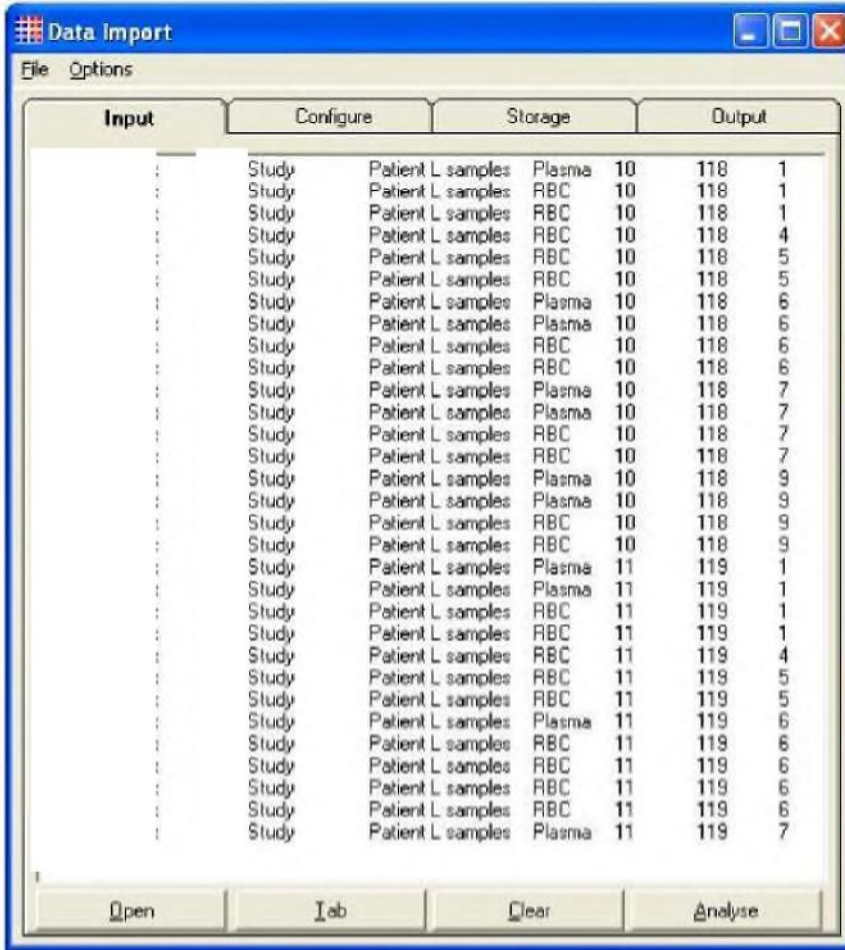 Data Import
File Options
Input Configure Storage Output
: Study Patient L samples Plasma 10 118 1
: Study Patient L samples RBC 10 118 1
: Study Patient L samples RBC 10 118 1
: Study Patient L samples RBC 10 118 4
: Study Patient L samples RBC 10 118 5
: Study Patient L samples RBC 10 118 5
: Study Patient L samples Plasma 10 118 6
: Study Patient L samples Plasma 10 118 6
: Study Patient L samples RBC 10 118 6
: Study Patient L samples RBC 10 118 6
: Study Patient L samples Plasma 10 118 7
: Study Patient L samples Plasma 10 118 7
: Study Patient L samples RBC 10 118 7
: Study Patient L samples RBC 10 118 7
: Study Patient L samples Plasma 10 118 9
: Study Patient L samples Plasma 10 118 9
: Study Patient L samples RBC 10 118 9
: Study Patient L samples RBC 10 118 9
: Study Patient L samples Plasma 11 119 1
: Study Patient L samples Plasma 11 119 1
: Study Patient L samples RBC 11 119 1
: Study Patient L samples RBC 11 119 1
: Study Patient L samples RBC 11 119 4
: Study Patient L samples RBC 11 119 5
: Study Patient L samples RBC 11 119 5
: Study Patient L samples Plasma 11 119 6
: Study Patient L samples RBC 11 119 6
: Study Patient L samples RBC 11 119 6
: Study Patient L samples RBC 11 119 6
: Study Patient L samples RBC 11 119 6
: Study Patient L samples Plasma 11 119 7
Open Tab Clear Analyse